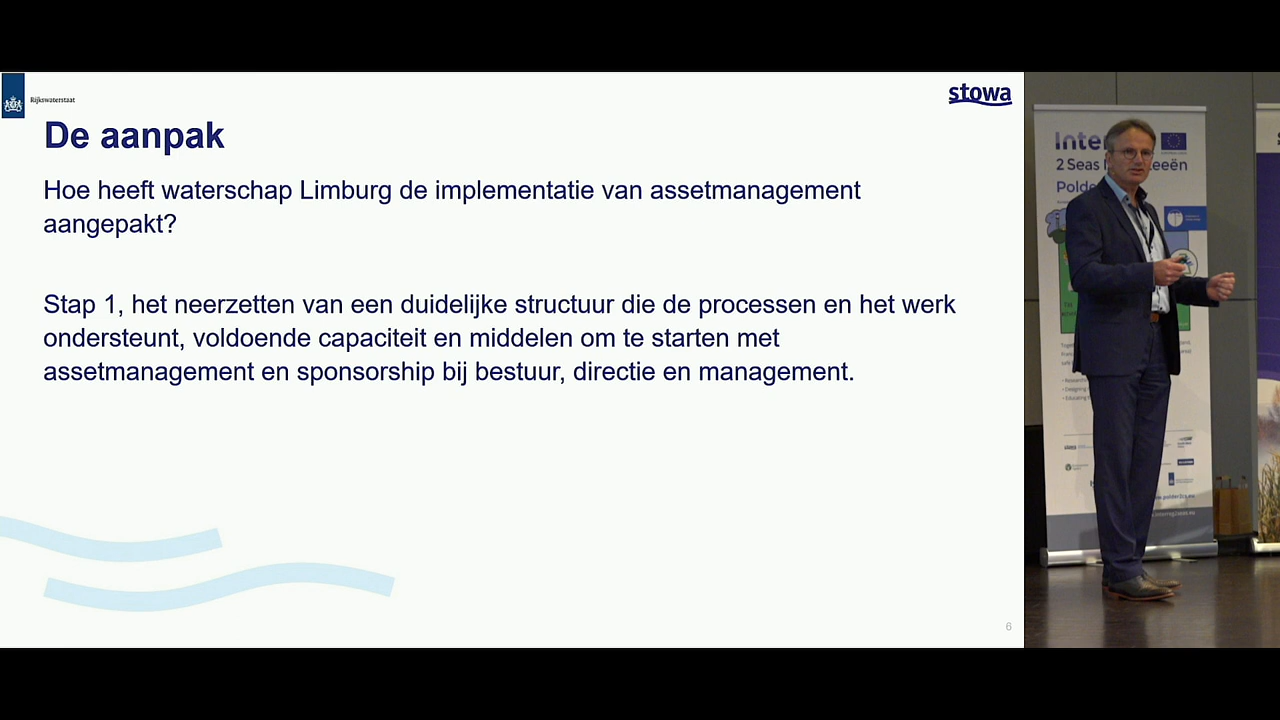 Rijkswaterstaat
stowa
De aanpak
Hoe heeft waterschap Limburg de implementatie van assetmanagement
aangepakt?
Stap 1, het neerzetten van een duidelijke structuur die de processen en het werk
ondersteunt, voldoende capaciteit en middelen om te starten met
assetmanagement en sponsorship bij bestuur, directie en management.
6
Inte
2 Seas
eeën
Polde